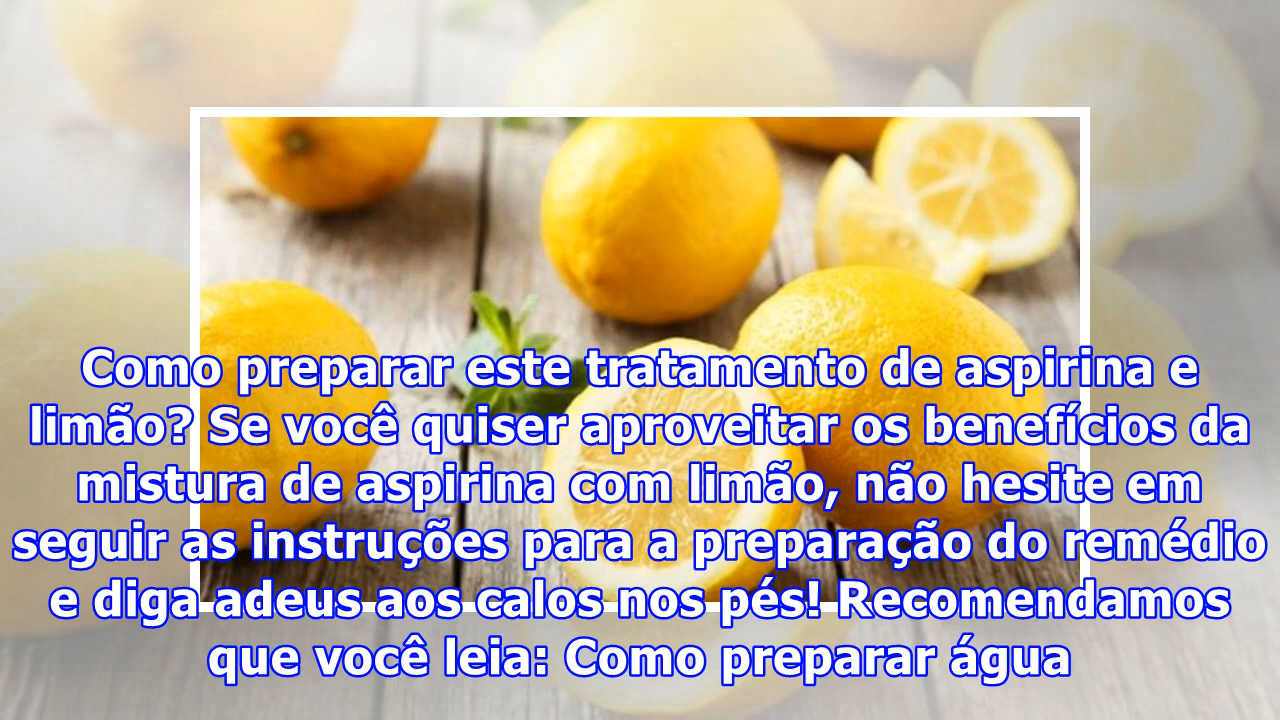 Como preparar este tratamento de aspirina e
limão? Se você quiser aproveitar os benefícios da
mistura de aspirina com limão, não hesite em
seguir as instruções para a preparação do remédio
e diga adeus aos calos nos pés! Recomendamos
que você leia: Como preparar água